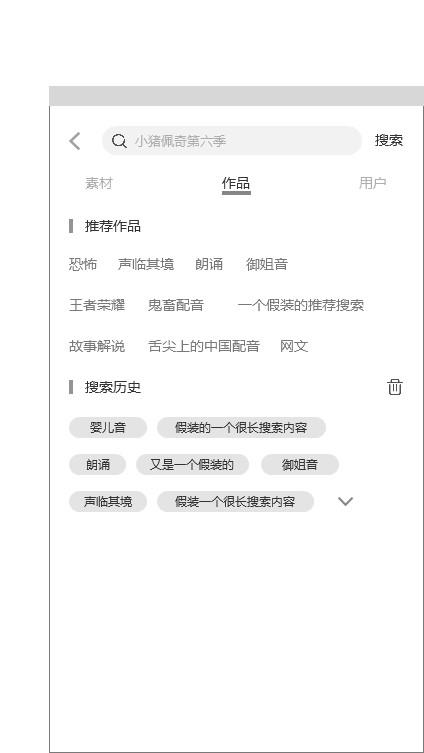 小猪佩奇第六季 搜索
素材 作品 用户
推荐作品
恐怖 声临其境 朗诵 御姐音
王者荣耀 鬼畜配音 一个假装的推荐搜索
故事解说 舌尖上的中国配音 网文
搜索历史
婴儿音 假装的一个很长搜索内容
朗诵 又是一个假装的 御姐音
声临其境 假装一个很长搜索内容